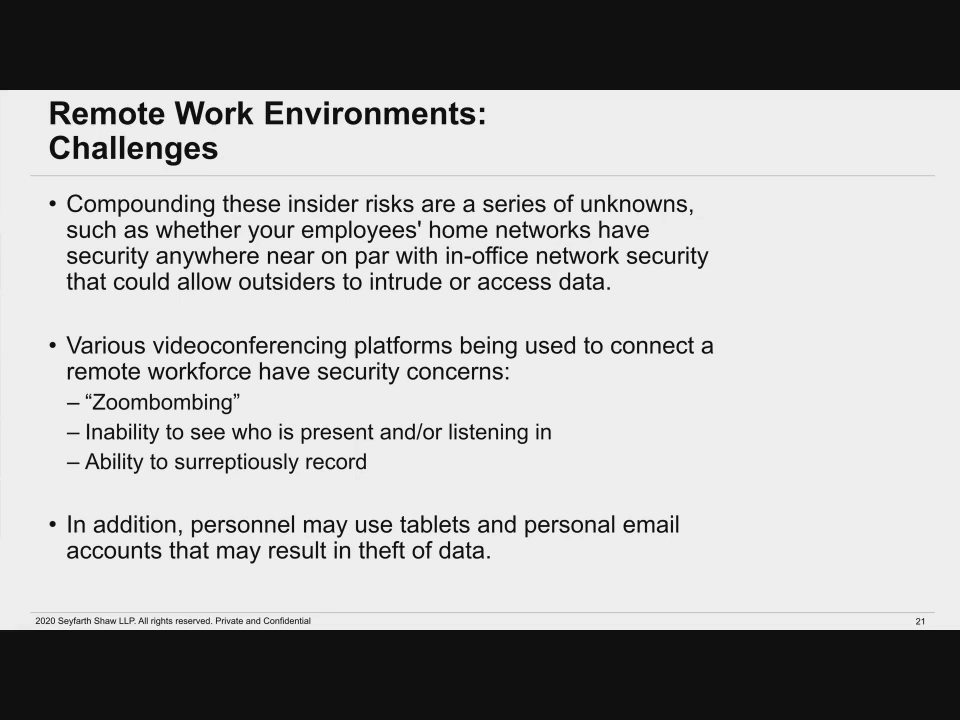 Remote Work Environments:
Challenges
• Compounding these insider risks are a series of unknowns,
such as whether your employees' home networks have
security anywhere near on par with in-office network security
that could allow outsiders to intrude or access data.
• Various videoconferencing platforms being used to connect a
remote workforce have security concerns:
– “Zoombombing”
– Inability to see who is present and/or listening in
– Ability to surreptiously record
• In addition, personnel may use tablets and personal email
accounts that may result in theft of data.
2020 Seyfarth Shaw LLP. All rights reserved. Private and Confidential
21